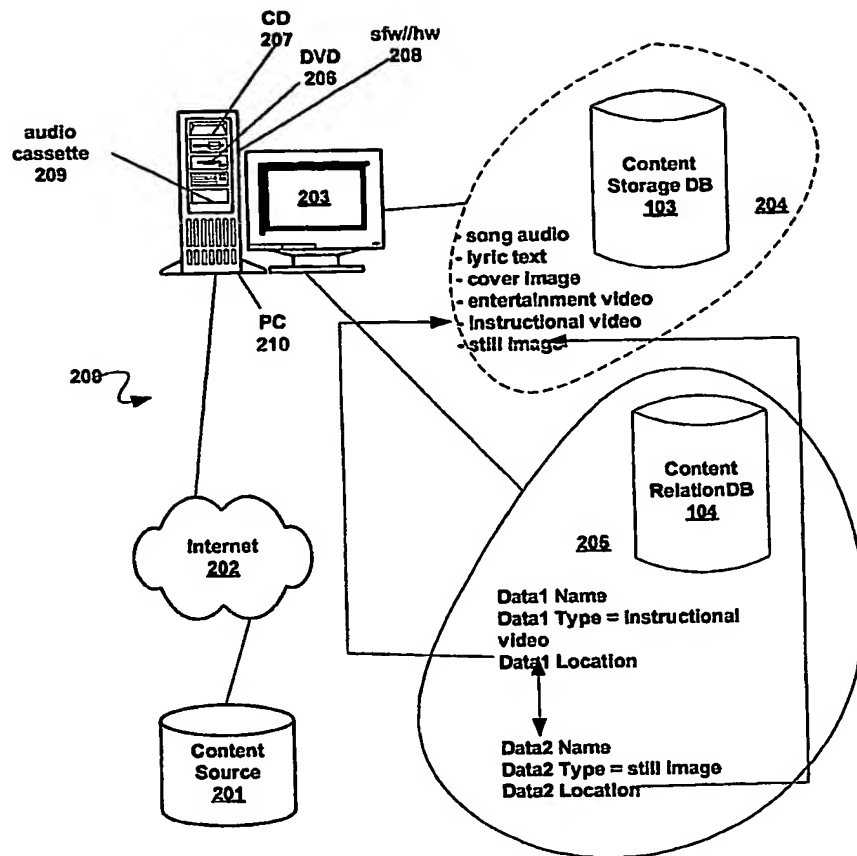 CD
207
DVD
206
sfw//hw
208
audio
cassette
209
203
Content
Storage DB
103
204
- song audio
- lyric text
- cover image
- entertainment video
- instructional video
- still image
PC
210
200
Content
RelationDB
104
205
Internet
202
Data1 Name
Data1 Type = instructional
video
Data1 Location
Content
Source
201
Data2 Name
Data2 Type = still image
Data2 Location